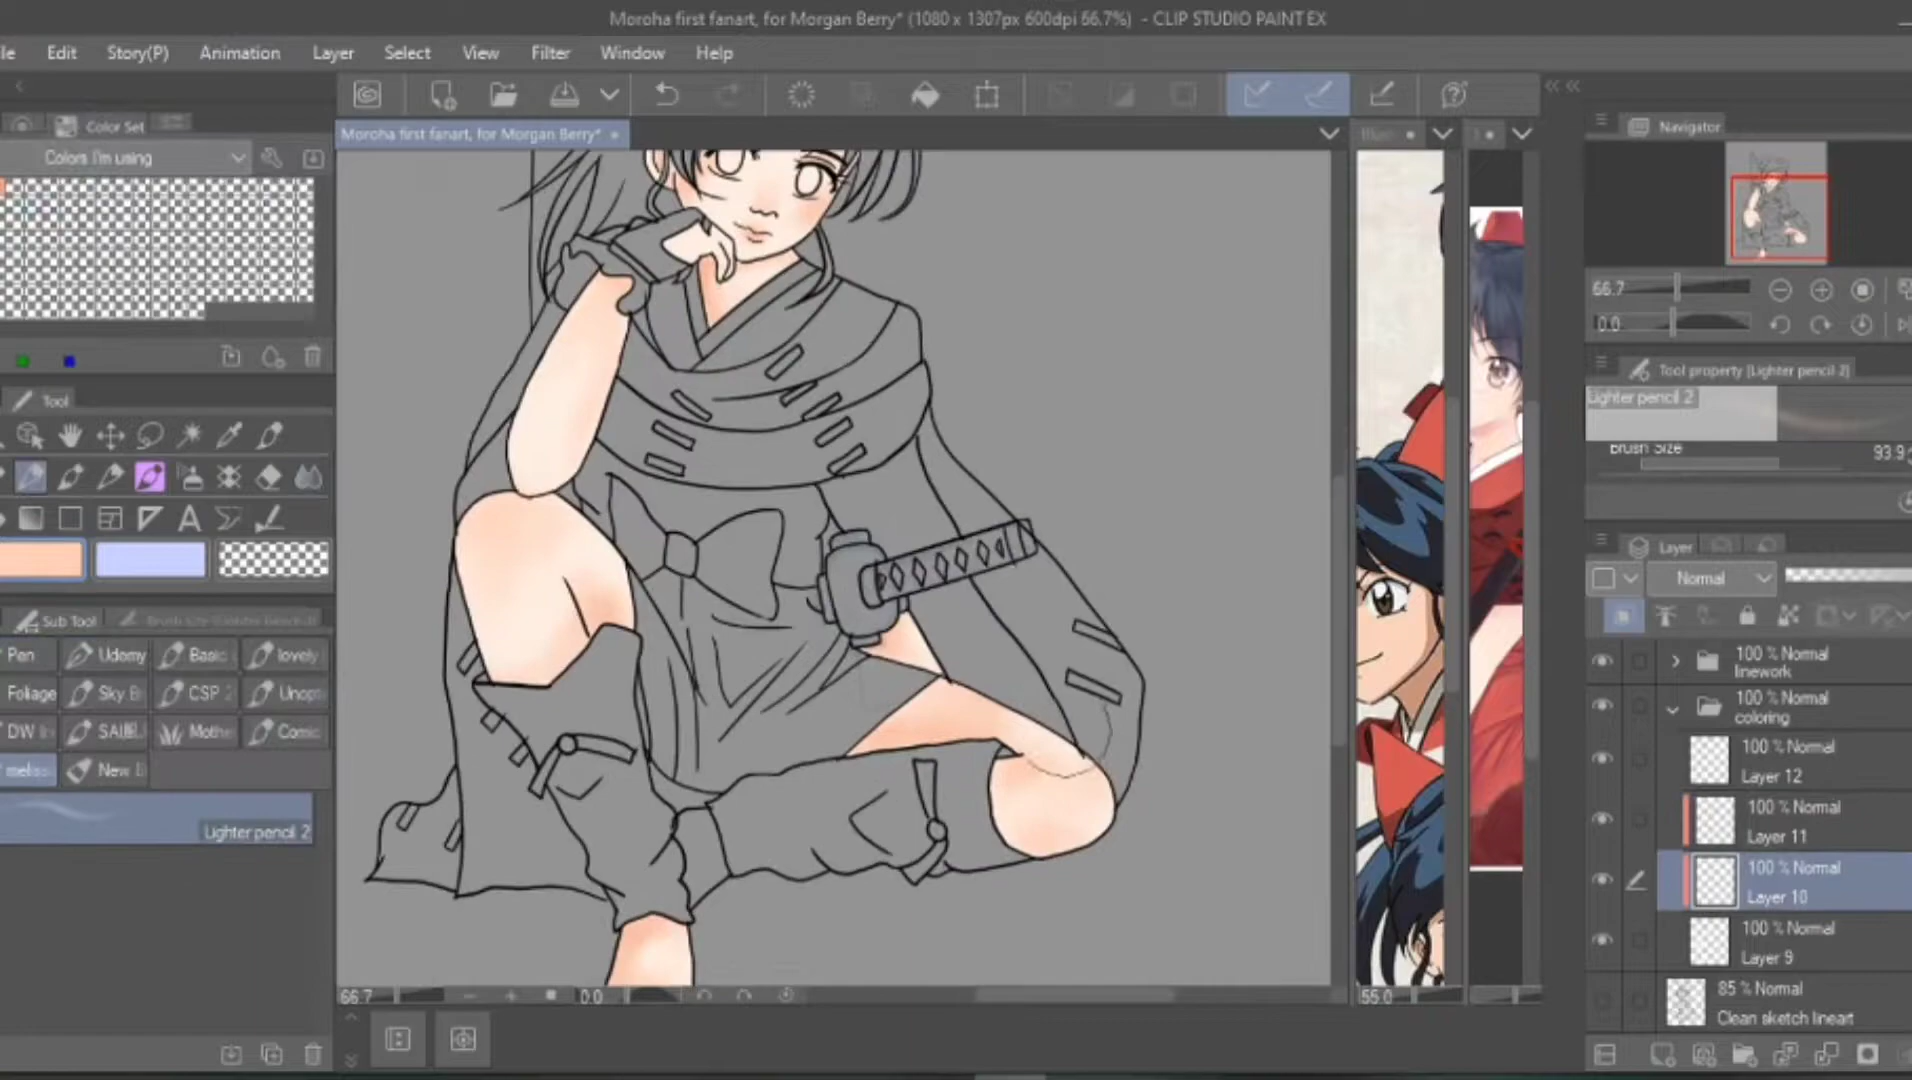 Moroha first fanart, for Morgan Berry* (1080 x 1307px 600dpi 66.7%) - CLIP STUDIO PAINT EX
le Edit Story(P) Animation Layer Select View Filter Window Help
Color Set
Colors I'm using
Moroha first fanart, for Morgan Berry*
Navigator
66.7
0.0
Tool property (Lighter pencil 2)
Lighter pencil 2
Brush Size 93.9
Tool
Sub Tool
Pen Udemy Basic lovely
Foliage Sky B CSP 2 Unop
DW SAI Moth Comic
meliss New B
Lighter pencil 2
Layer
Normal
100 % Normal
linework
100 % Normal
coloring
100 % Normal
Layer 12
100 % Normal
Layer 11
100 % Normal
Layer 10
100 % Normal
Layer 9
85 % Normal
Clean sketch lineart
66.7 0.0 55.0